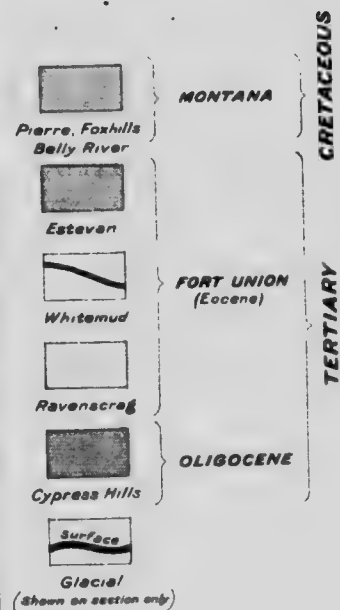 CRETACEOUS
MONTANA
Pierre, Foxhills
Belly River
Estevan
FORT UNION
(Eocene)
TERTIARY
Whitemud
Ravenscrag
OLIGOCENE
Cypress Hills
Surface
Glacial
(Shown on section only)